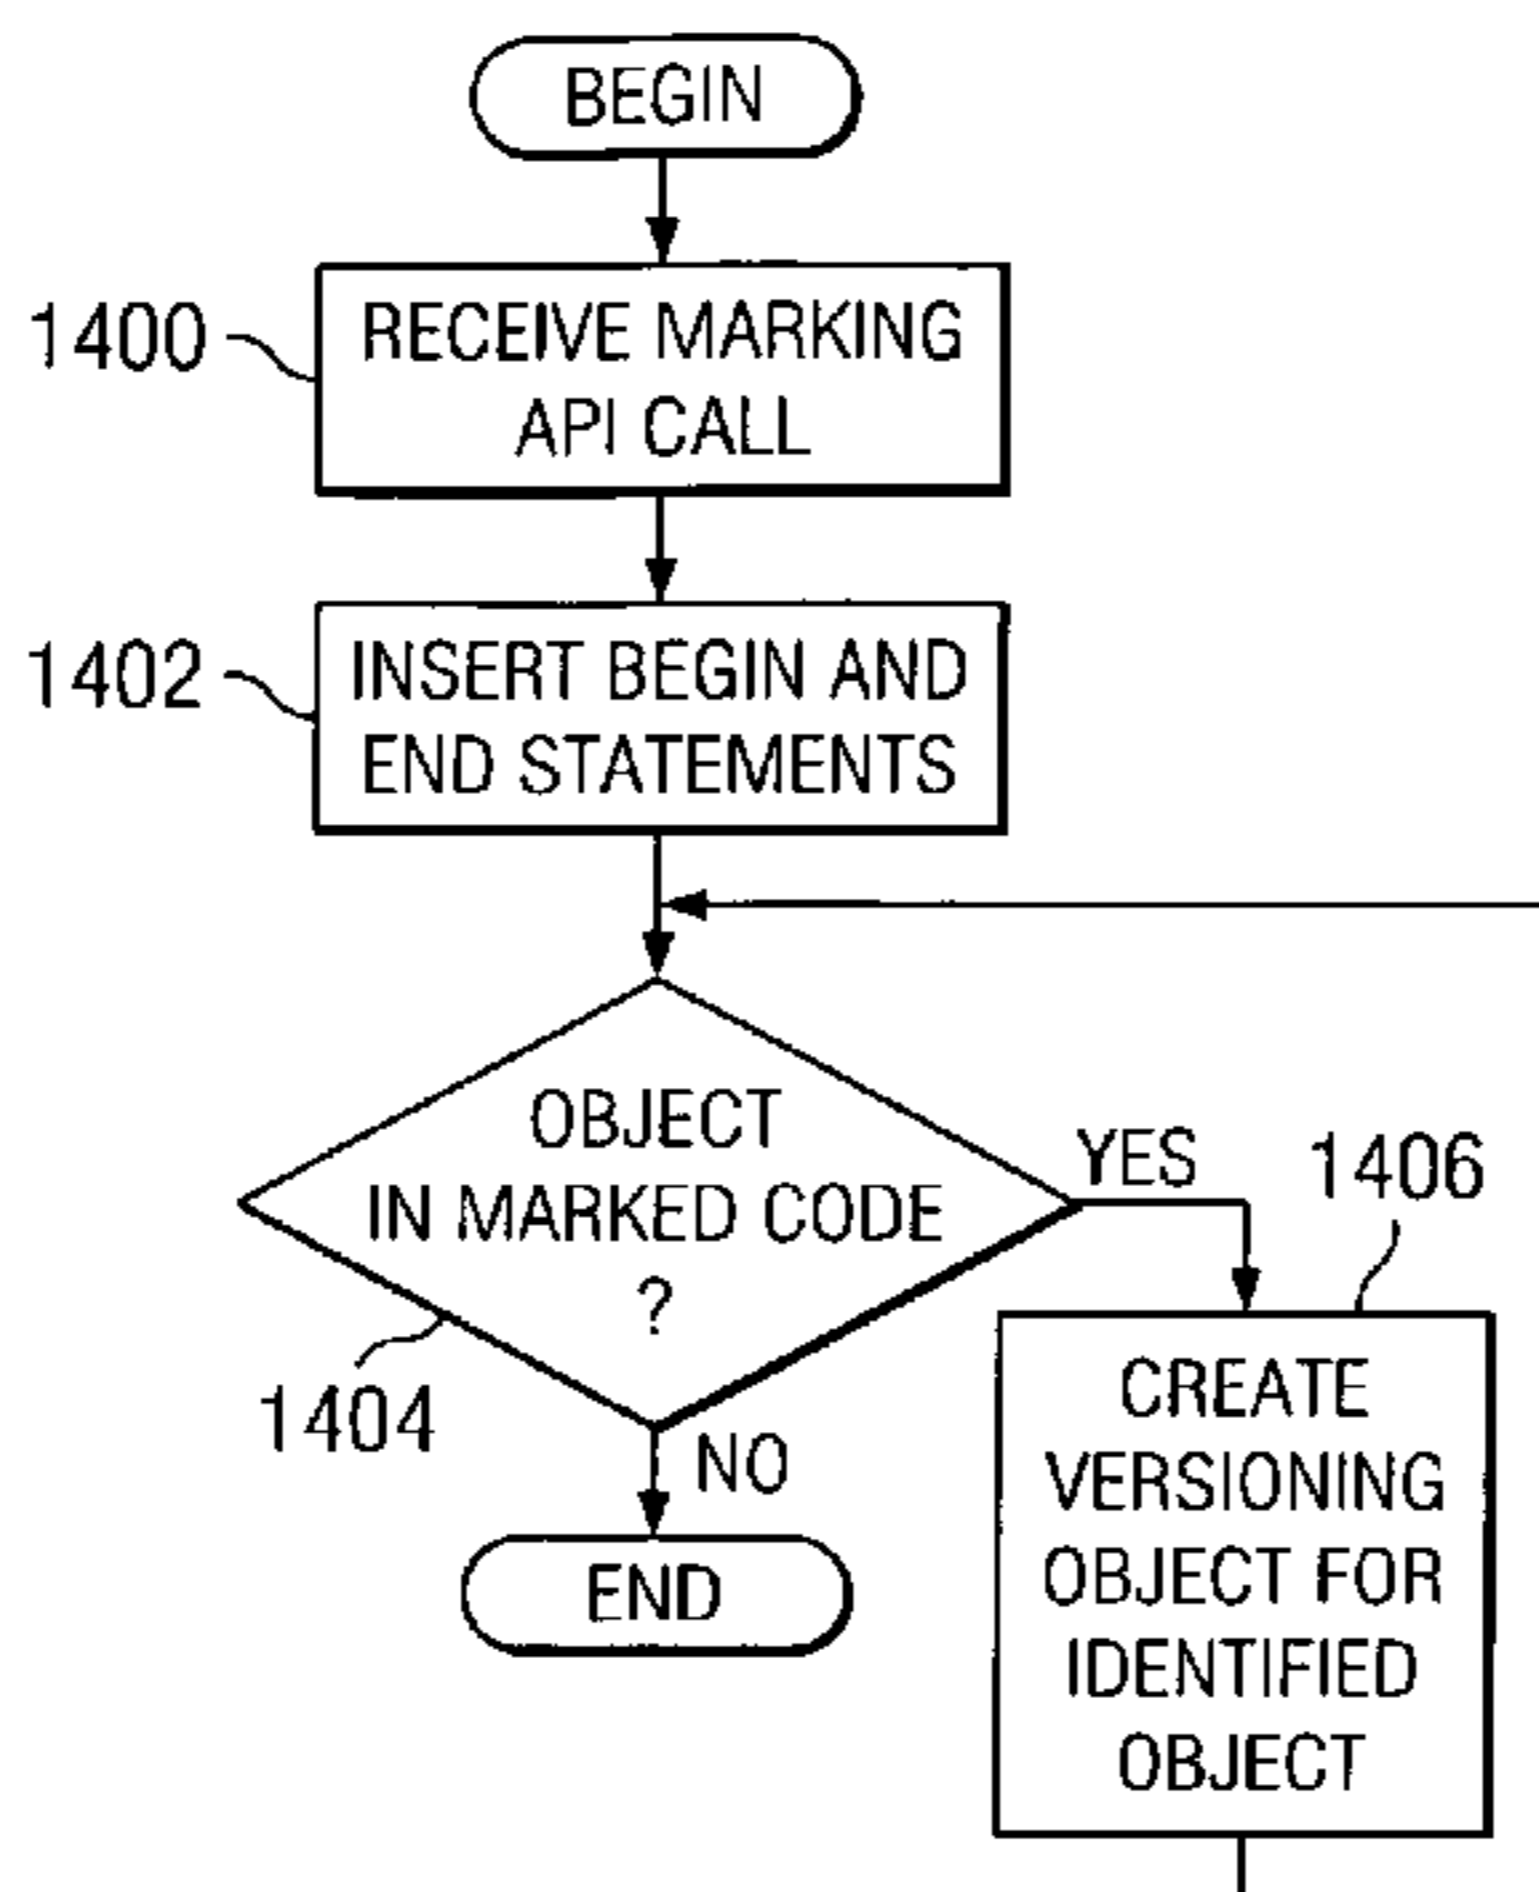 BEGIN
1400
RECEIVE MARKING
API CALL
1402
INSERT BEGIN AND
END STATEMENTS
OBJECT
IN MARKED CODE
?
YES
1406
1404
NO
CREATE
VERSIONING
OBJECT FOR
IDENTIFIED
OBJECT
END